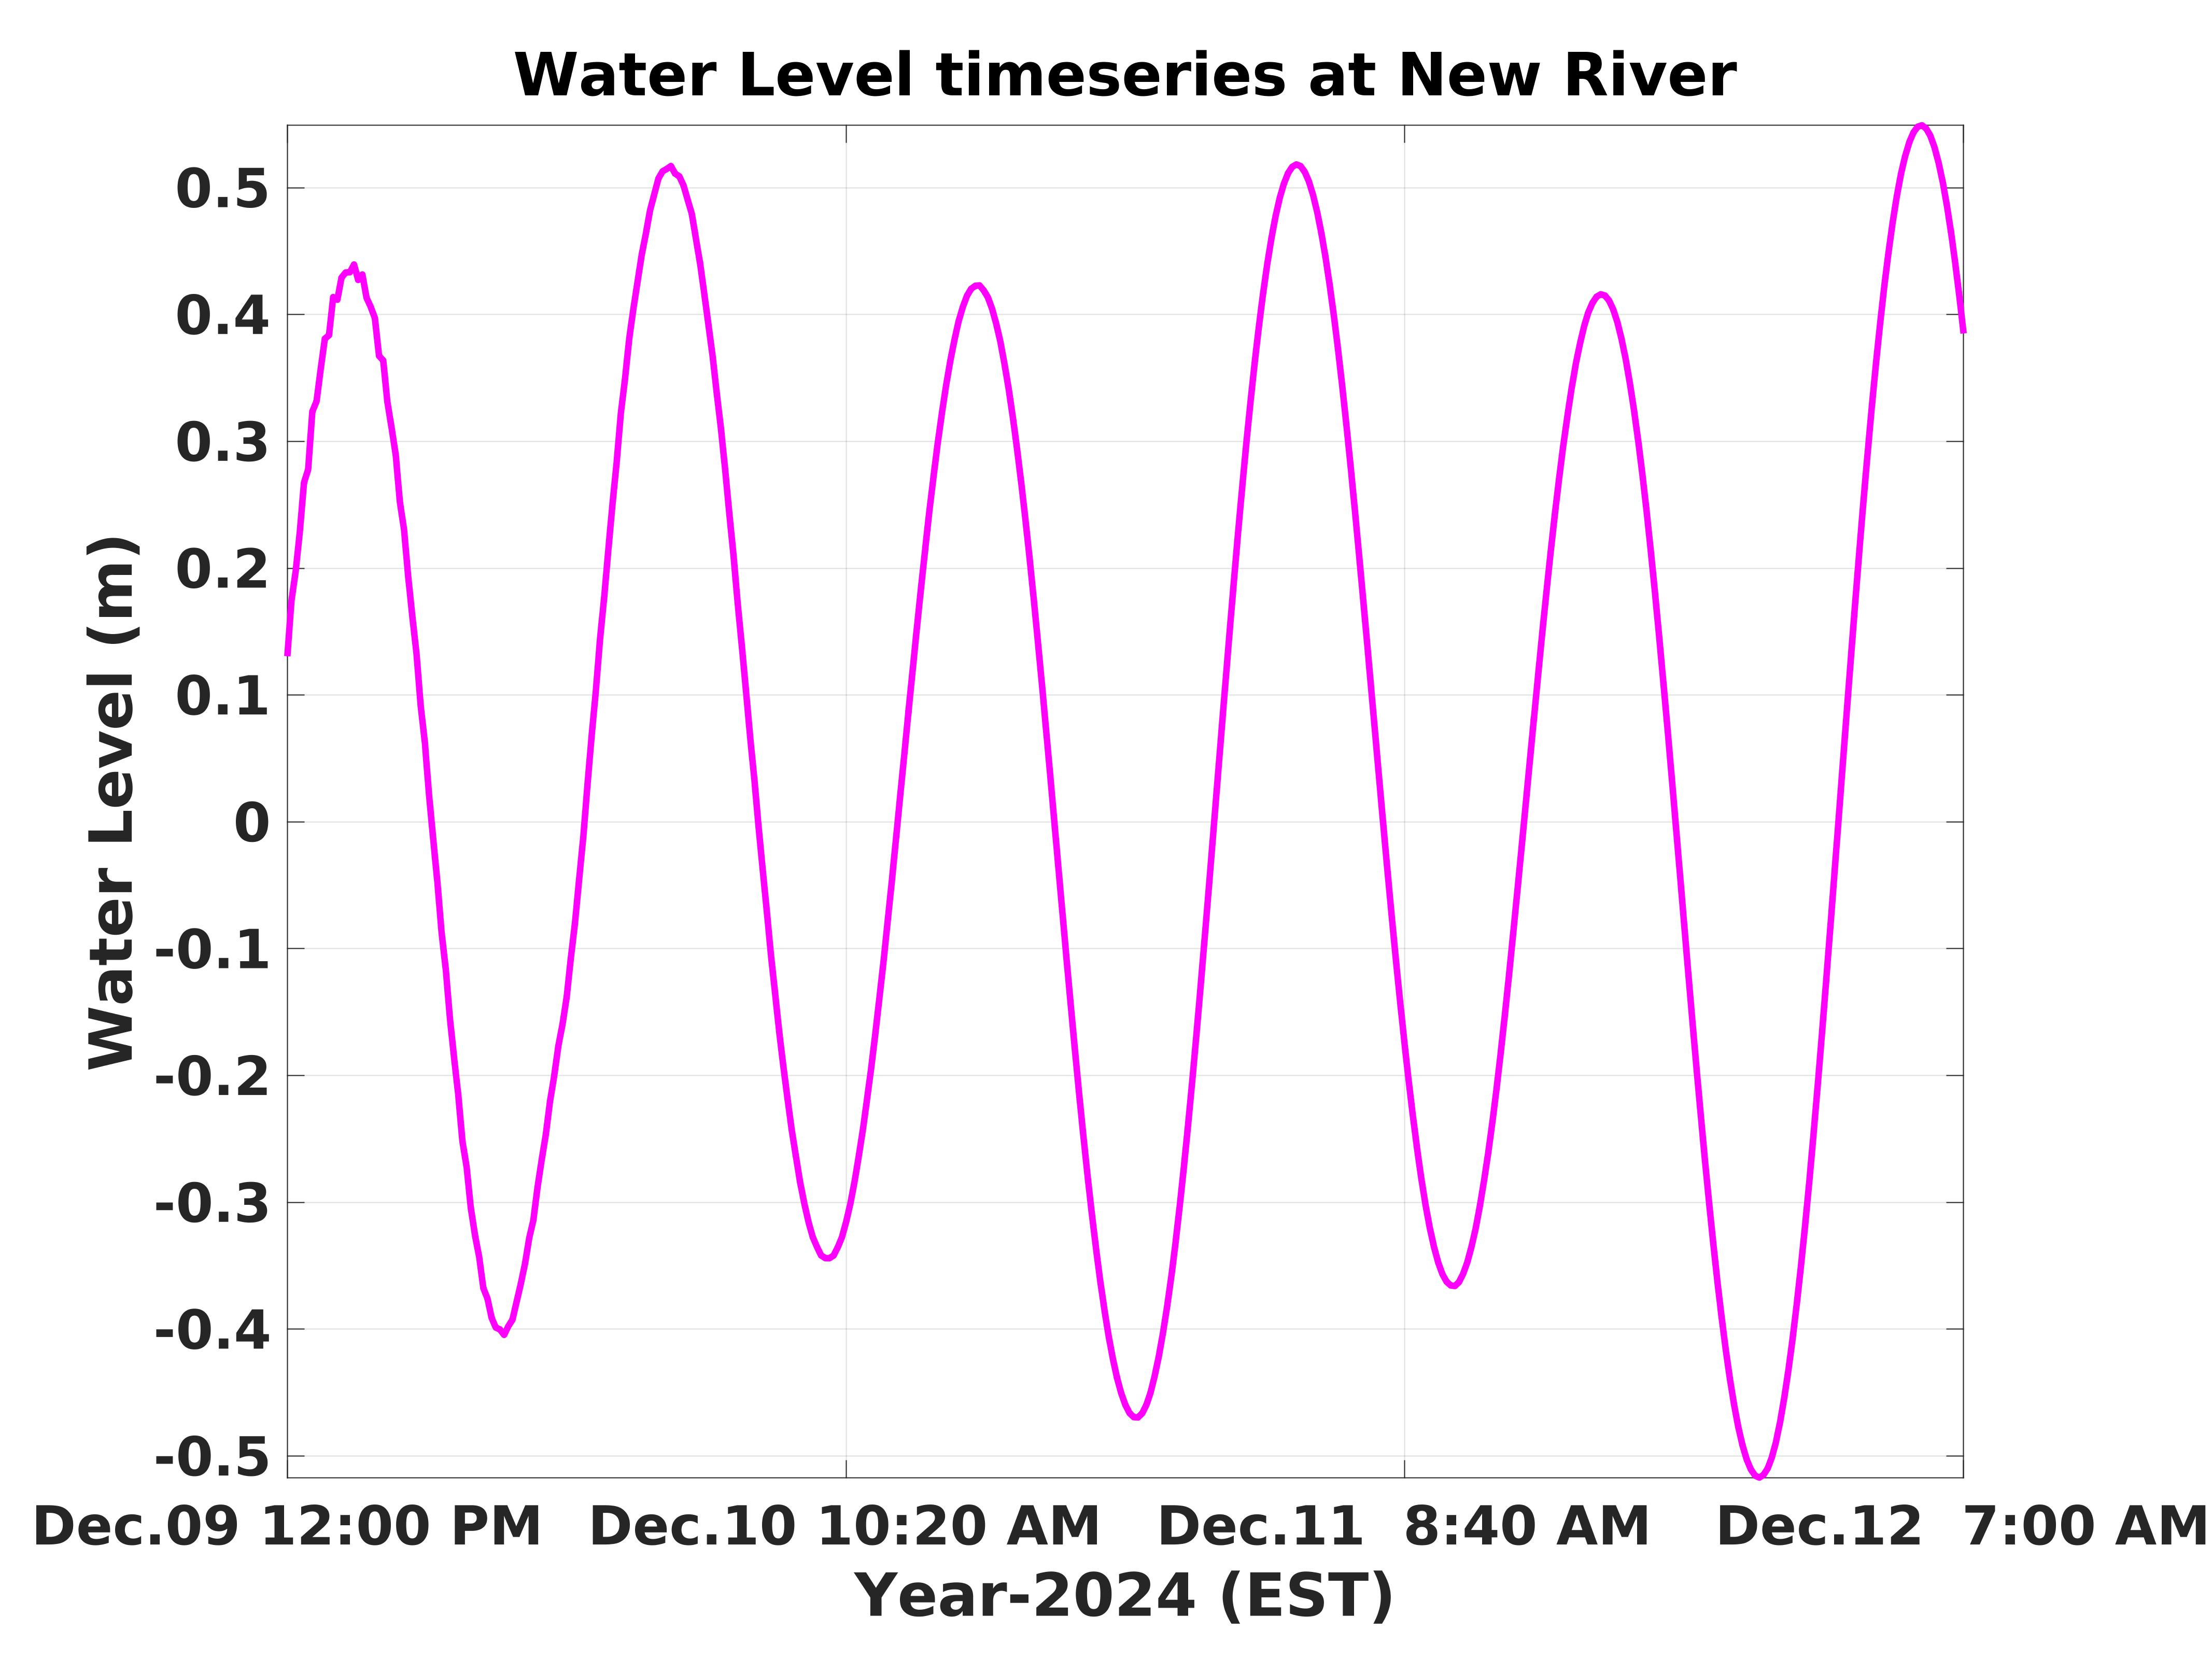 Water Level timeseries at New River
Water Level (m)
0.5
0.4
0.3
0.2
0.1
0
-0.1
-0.2
-0.3
-0.4
-0.5
Dec.09 12:00 PM Dec.10 10:20 AM Dec.11 8:40 AM Dec.12 7:00 AM
Year-2024 (EST)